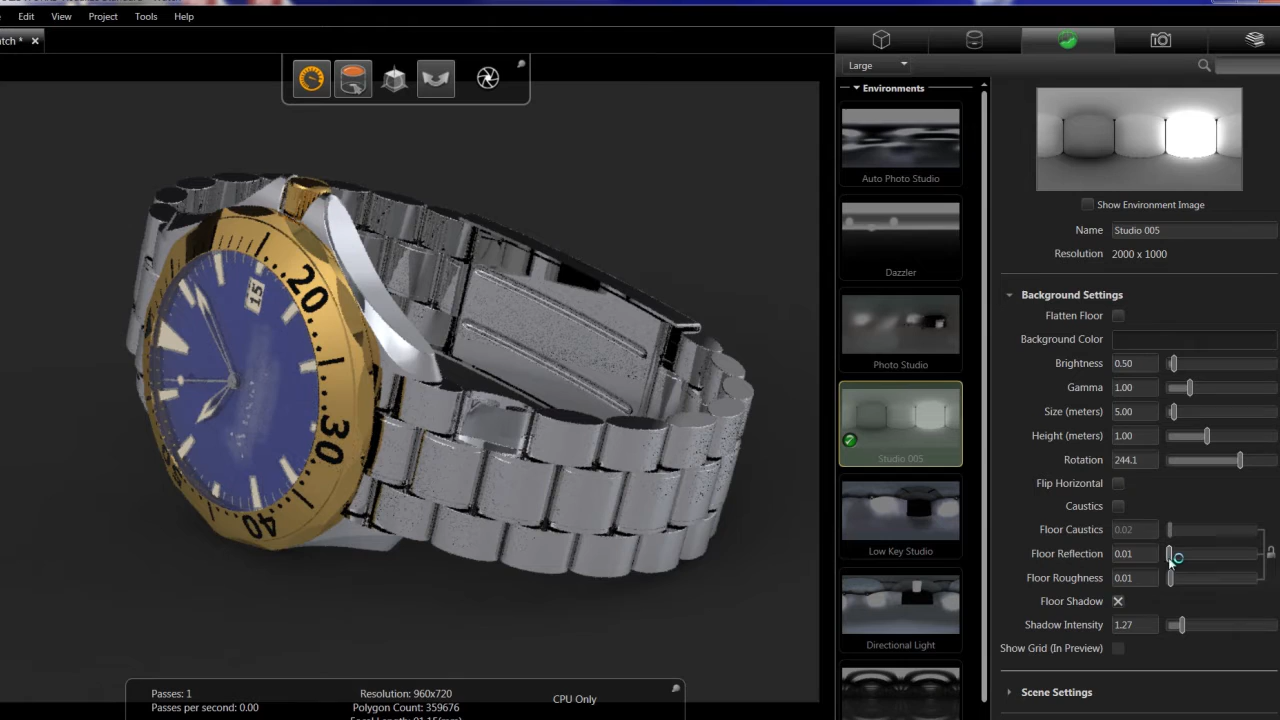 Edit View Project Tools Help
tch *
Large
Environments
Auto Photo Studio
Dazzler
Photo Studio
Studio 005
Low Key Studio
Directional Light
Show Environment Image
Name Studio 005
Resolution 2000 x 1000
Background Settings
Flatten Floor
Background Color
Brightness 0.50
Gamma 1.00
Size (meters) 5.00
Height (meters) 1.00
Rotation 244.1
Flip Horizontal
Caustics
Floor Caustics 0.02
Floor Reflection 0.01
Floor Roughness 0.01
Floor Shadow
Shadow Intensity 1.27
Show Grid (In Preview)
Scene Settings
15
20
30
40
Passes: 1
Passes per second: 0.00
Resolution: 960x720
Polygon Count: 359676
CPU Only